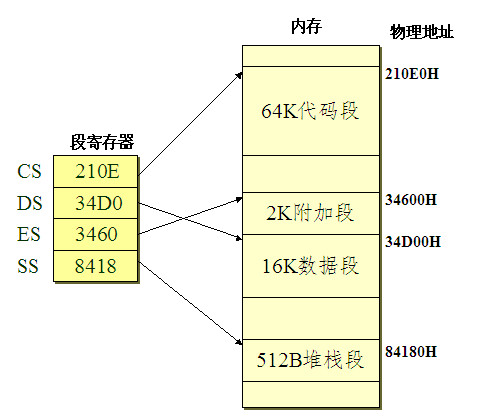 内存
物理地址
210E0H
64K代码段
段寄存器
CS 210E
DS 34D0
ES 3460
SS 8418
34600H
2K附加段
34D00H
16K数据段
84180H
512B堆栈段